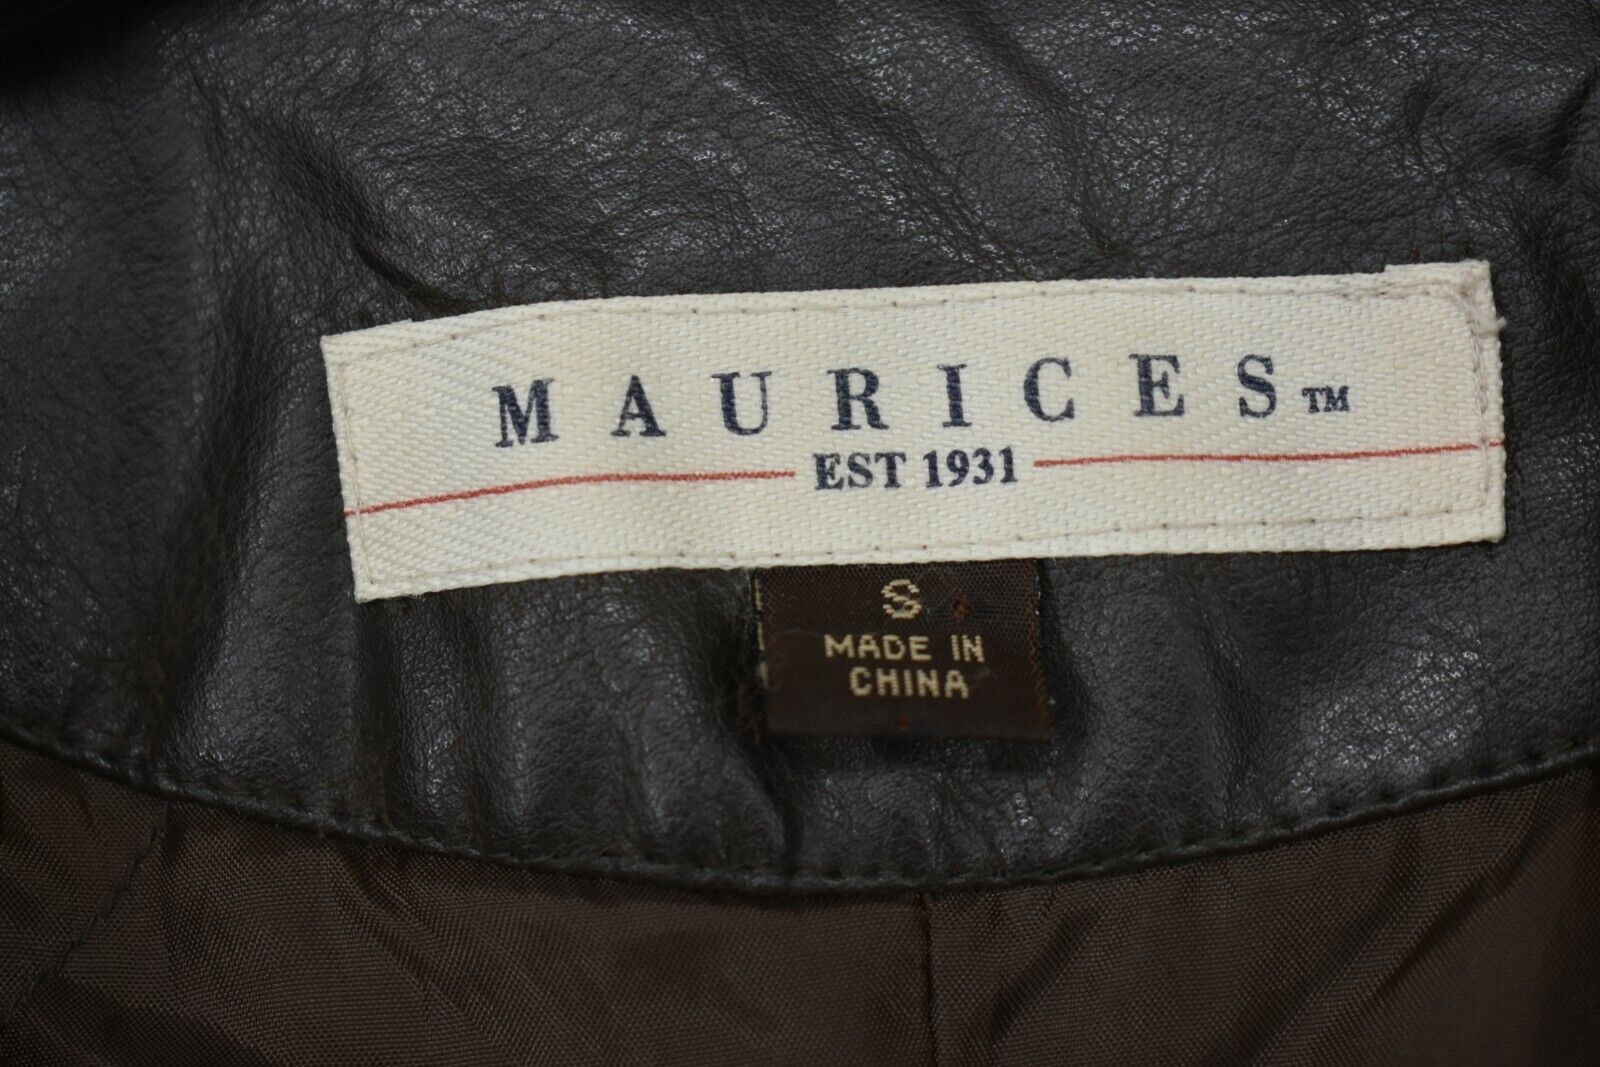 MAURICES™
EST 1931
S
MADE IN
CHINA